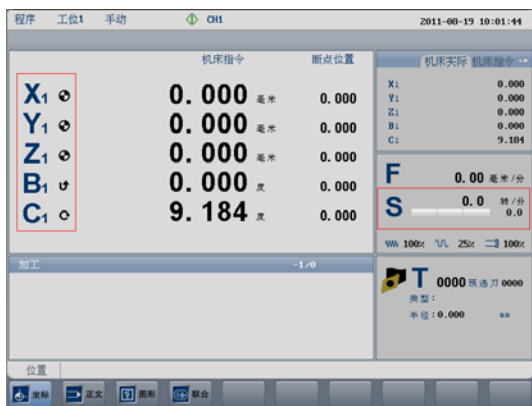 程序 工位1 手动 CH1 2011-08-19 10:01:44
机床指令 断点位置
X1 0.000 毫米 0.000
Y1 0.000 毫米 0.000
Z1 0.000 毫米 0.000
B1 0.000 度 0.000
C1 9.184 度 0.000
机床实际 机床指令
X1 0.000
Y1 0.000
Z1 0.000
B1 0.000
C1 9.184
F 0.00 毫米/分
S 0.0 转/分
0.0
100% 25% 100%
加工 -1/0
T 0000 预选刀 0000
类型:
半径:0.000 mm
位置
坐标 正文 图形 联合